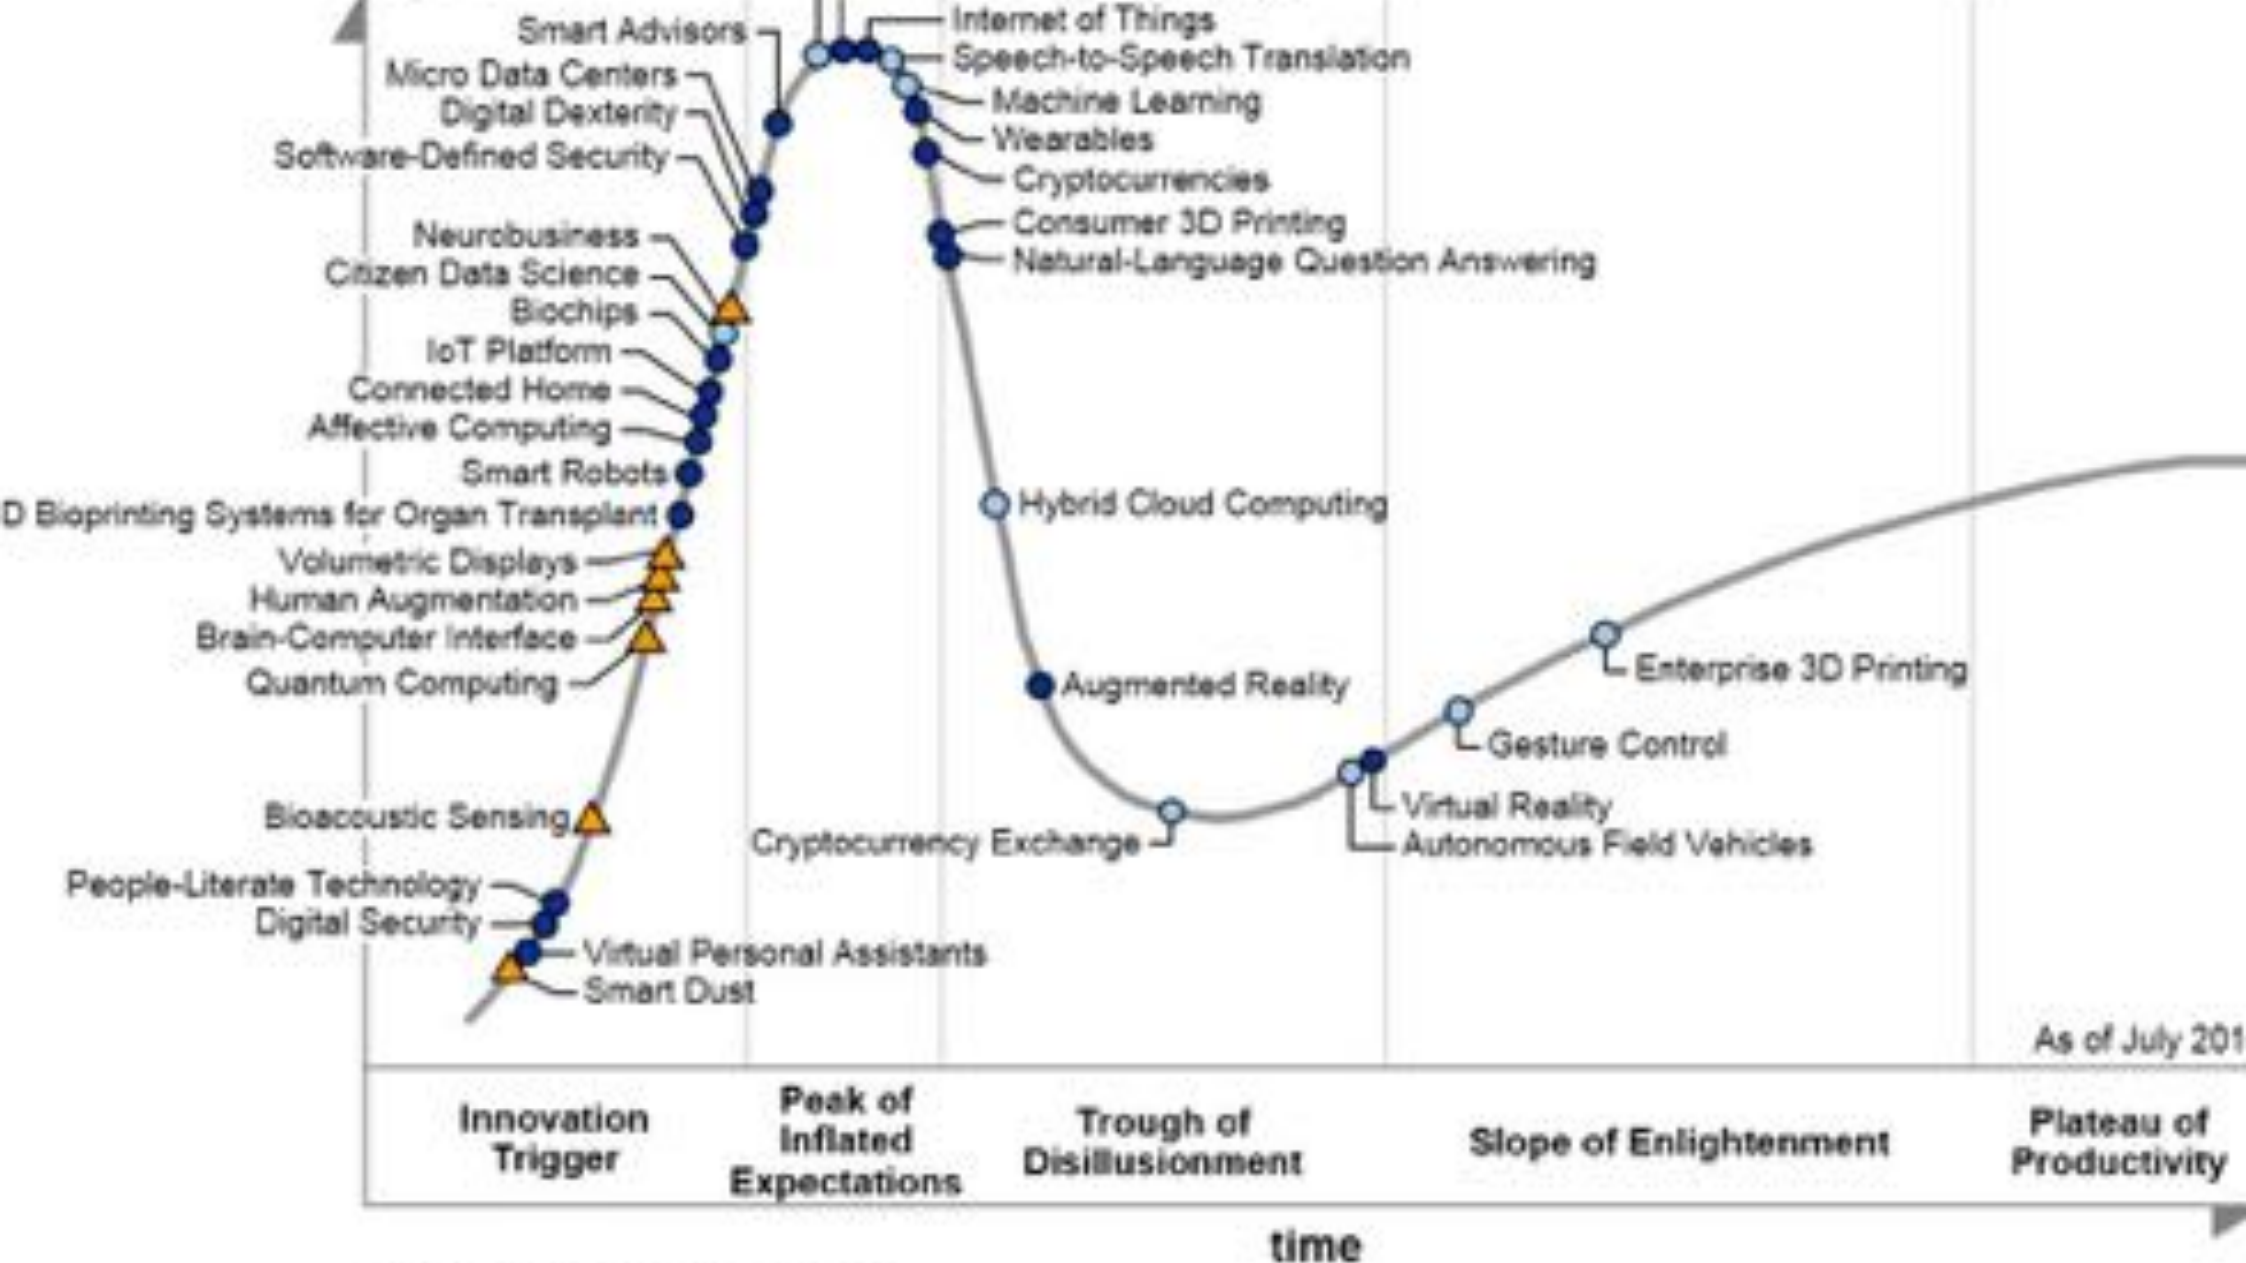 Smart Advisors
Micro Data Centers
Digital Dexterity
Software-Defined Security
Neurobusiness
Citizen Data Science
Biochips
IoT Platform
Connected Home
Affective Computing
Smart Robots
D Bioprinting Systems for Organ Transplant
Volumetric Displays
Human Augmentation
Brain-Computer Interface
Quantum Computing
Bioacoustic Sensing
People-Literate Technology
Digital Security
Virtual Personal Assistants
Smart Dust
Internet of Things
Speech-to-Speech Translation
Machine Learning
Wearables
Cryptocurrencies
Consumer 3D Printing
Natural-Language Question Answering
Hybrid Cloud Computing
Augmented Reality
Cryptocurrency Exchange
Enterprise 3D Printing
Gesture Control
Virtual Reality
Autonomous Field Vehicles
As of July 201
Innovation
Trigger
Peak of
Inflated
Expectations
Trough of
Disillusionment
Slope of Enlightenment
Plateau of
Productivity
time